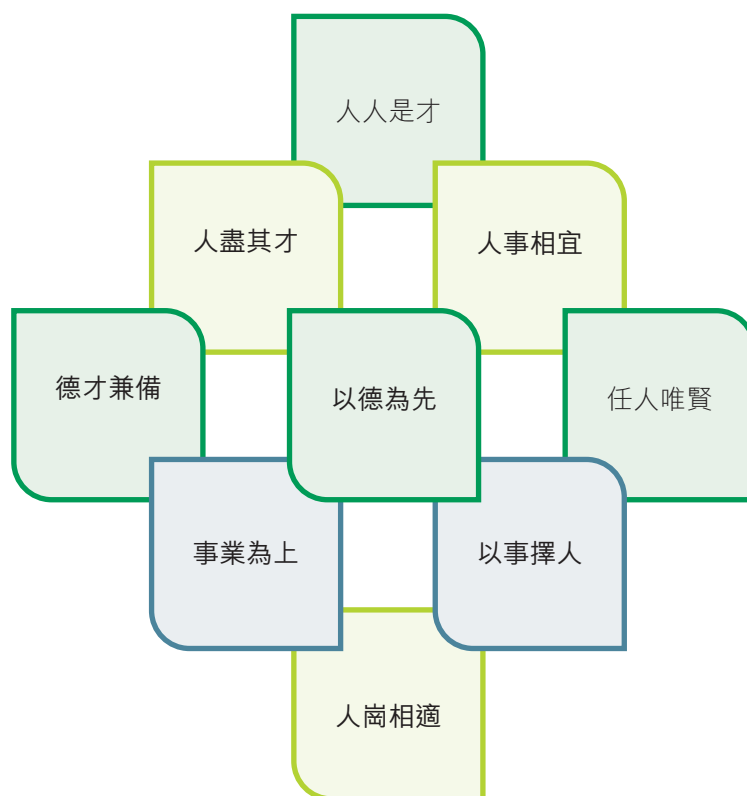 人人是才
人盡其才
人事相宜
德才兼備
以德為先
任人唯賢
事業為上
以事擇人
人崗相適